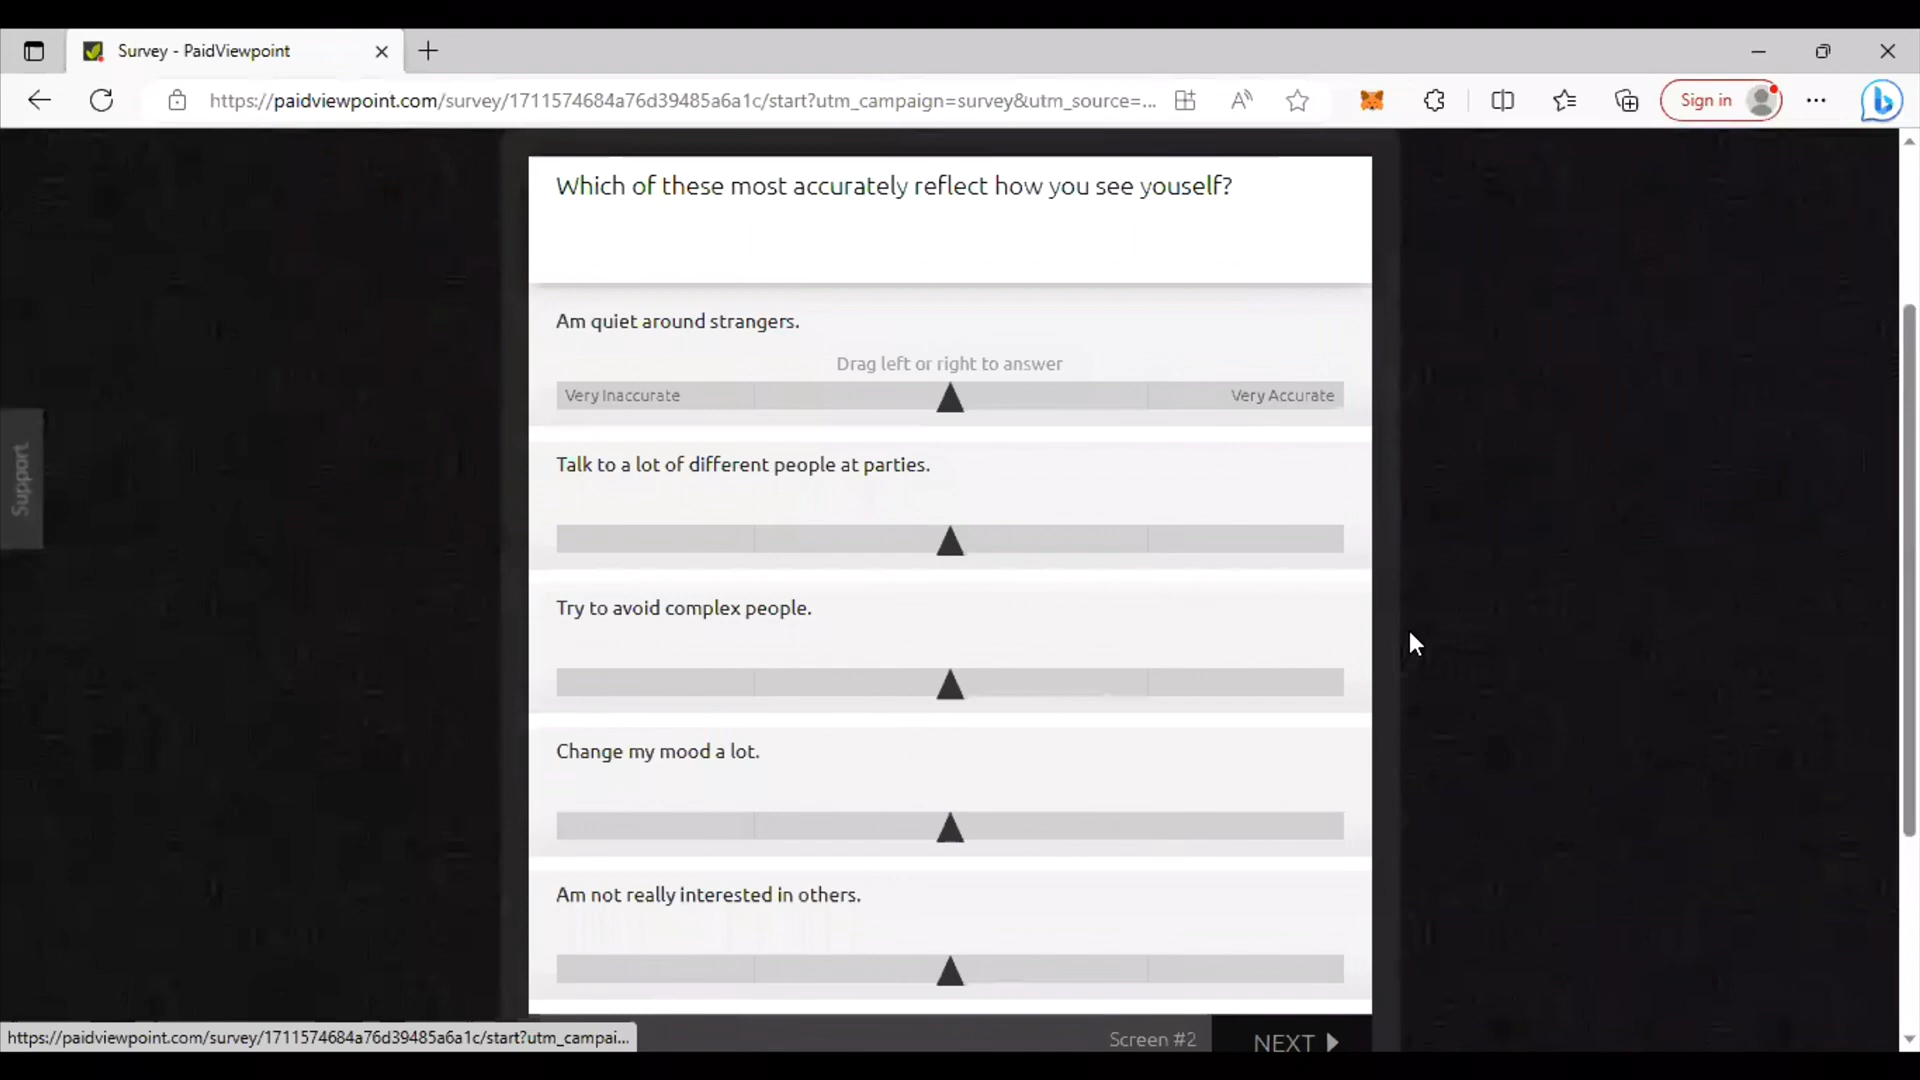 Survey - PaidViewpoint
https://paidviewpoint.com/survey/1711574684a76d39485a6a1c/start?utm_campaign=survey&utm_source=...
Sign in
Which of these most accurately reflect how you see youself?
Am quiet around strangers.
Drag left or right to answer
Very Inaccurate
Very Accurate
Talk to a lot of different people at parties.
Support
Try to avoid complex people.
Change my mood a lot.
Am not really interested in others.
https://paidviewpoint.com/survey/1711574684a76d39485a6a1c/start?utm_campai...
Screen #2
NEXT